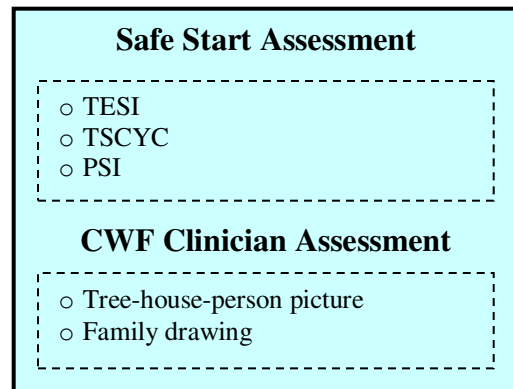 Safe Start Assessment
o TESI
o TSCYC
o PSI
CWF Clinician Assessment
o Tree-house-person picture
o Family drawing